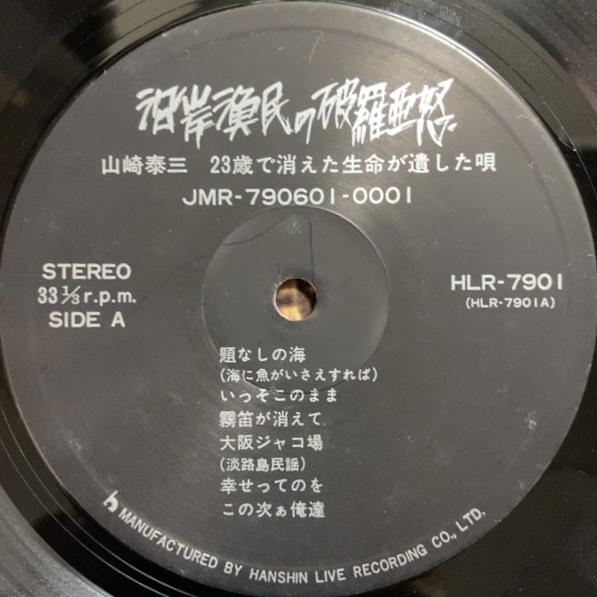 沿岸漁民の破羅亜怒
山崎泰三 23歳で消えた生命が遺した唄
JMR-790601-0001
STEREO
33 1/3 r.p.m.
SIDE A
HLR-7901
(HLR-7901A)
題なしの海
(海に魚がいさえすれば)
いっそこのまま
霧笛が消えて
大阪ジャコ場
(淡路島民謡)
幸せってのを
この次ぁ俺達
h MANUFACTURED BY HANSHIN LIVE RECORDING CO., LTD.